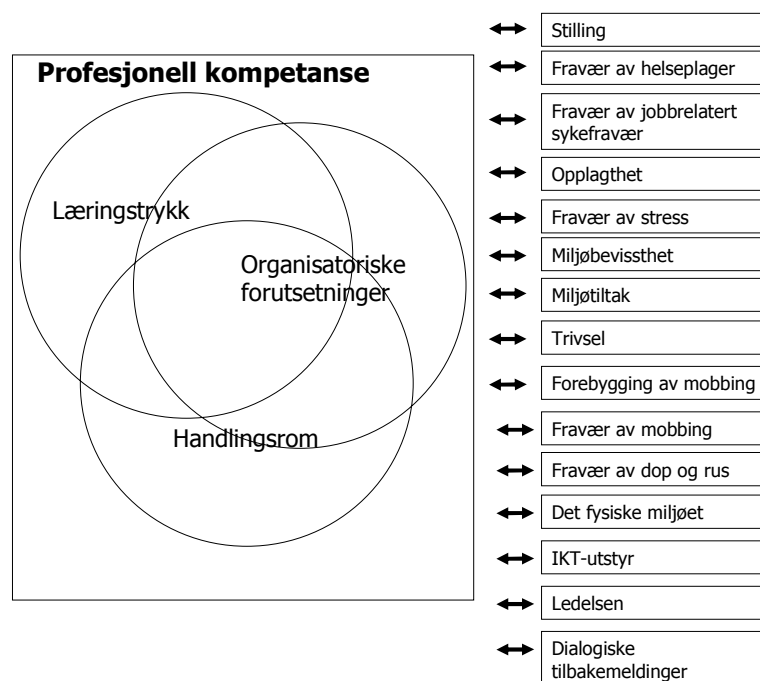 Profesjonell kompetanse
Læringstrykk
Organisatoriske
forutsetninger
Handlingsrom
Stilling
Fravær av helseplager
Fravær av jobbrelatert
sykefravær
Opplagthet
Fravær av stress
Miljøbevissthet
Miljøtiltak
Trivsel
Forebygging av mobbing
Fravær av mobbing
Fravær av dop og rus
Det fysiske miljøet
IKT-utstyr
Ledelsen
Dialogiske
tilbakemeldinger